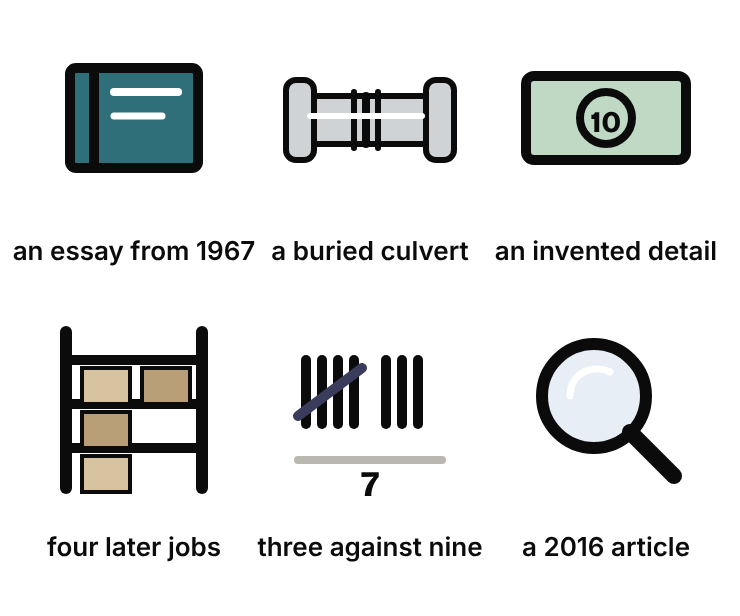 10
an essay from 1967
a buried culvert
an invented detail
7
four later jobs
three against nine
a 2016 article